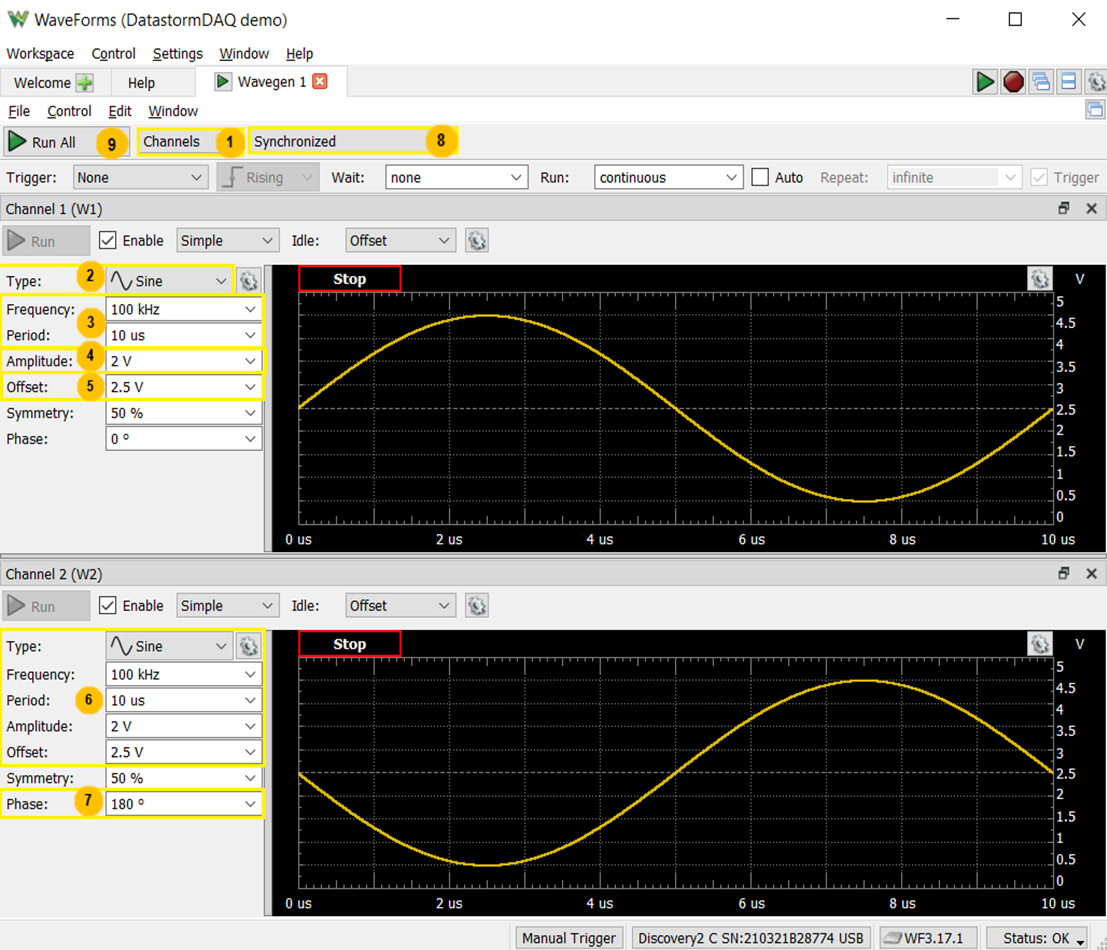 WaveForms (DatastormDAQ demo)
Workspace Control Settings Window Help
Welcome Help Wavegen 1
File Control Edit Window
Run All 9 Channels 1 Synchronized 8
Trigger: None Rising Wait: none Run: continuous Auto Repeat: infinite Trigger
Channel 1 (W1)
Run Enable Simple Idle: Offset
Type: 2 Sine
Frequency: 100 kHz
3
Period: 10 us
Amplitude: 4 2 V
Offset: 5 2.5 V
Symmetry: 50 %
Phase: 0 º
Stop V
5
4.5
4
3.5
3
2.5
2
1.5
1
0.5
0
0 us 2 us 4 us 6 us 8 us 10 us
Channel 2 (W2)
Run Enable Simple Idle: Offset
Type: Sine
Frequency: 100 kHz
Period: 6 10 us
Amplitude: 2 V
Offset: 2.5 V
Symmetry: 50 %
Phase: 7 180 º
Stop V
5
4.5
4
3.5
3
2.5
2
1.5
1
0.5
0
0 us 2 us 4 us 6 us 8 us 10 us
Manual Trigger Discovery2 C SN:210321B28774 USB WF3.17.1 Status: OK